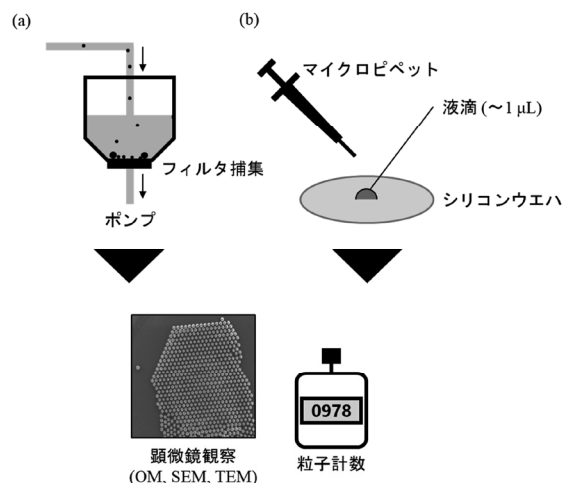 (a)
(b)
マイクロピペット
液滴 (～1 μL)
フィルタ捕集
シリコンウエハ
ポンプ
0978
顕微鏡観察
(OM, SEM, TEM)
粒子計数